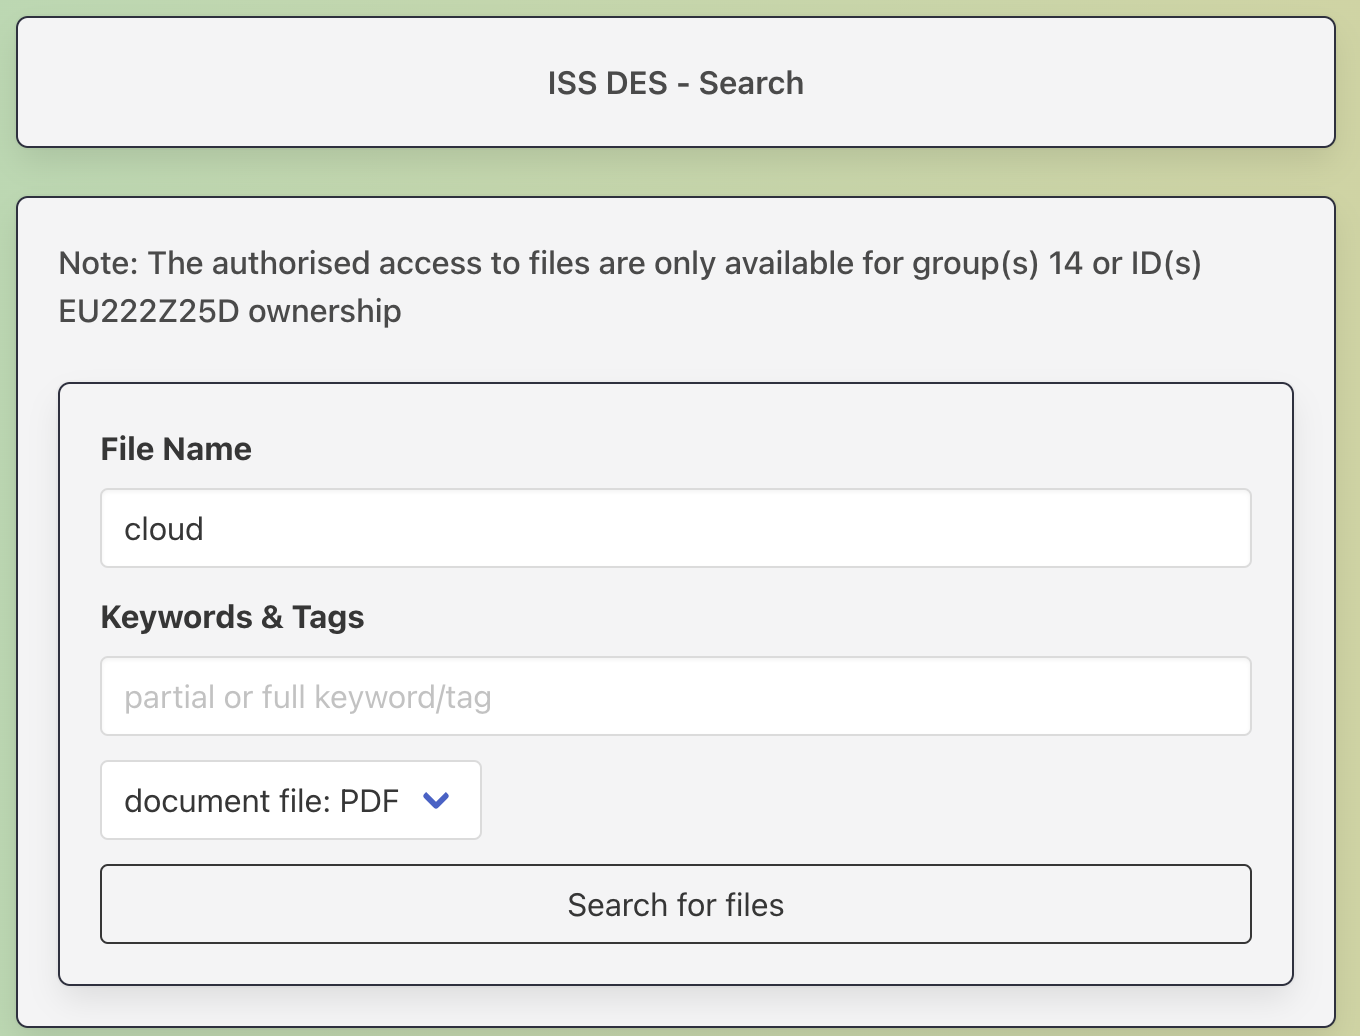 ISS DES - Search
Note: The authorised access to files are only available for group(s) 14 or ID(s)
EU222Z25D ownership
File Name
cloud
Keywords & Tags
partial or full keyword/tag
document file: PDF
Search for files